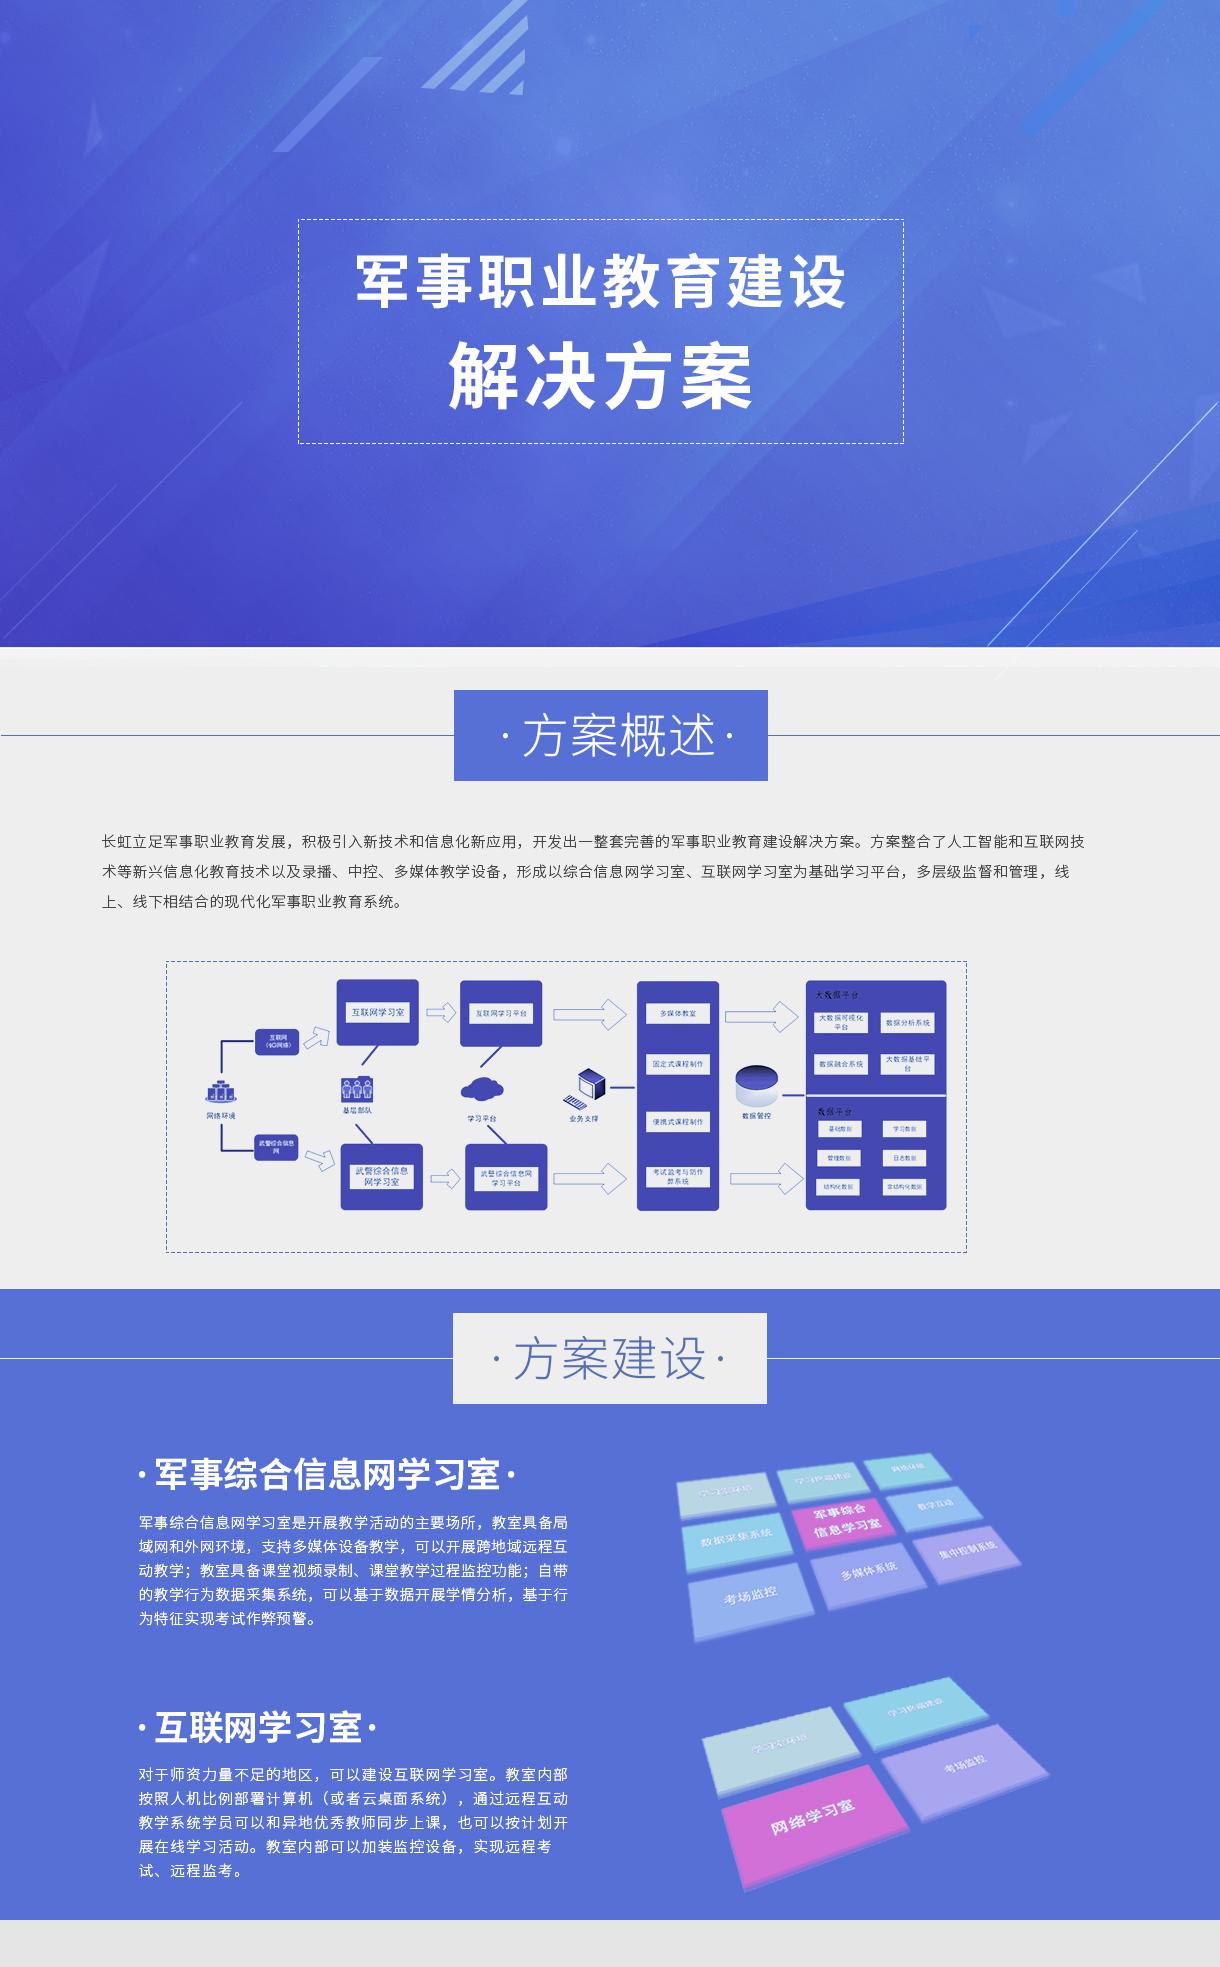 军事职业教育建设
解决方案
·方案概述·
长虹立足军事职业教育发展，积极引入新技术和信息化新应用，开发出一整套完善的军事职业教育建设解决方案。方案整合了人工智能和互联网技
术等新兴信息化教育技术以及录播、中控、多媒体教学设备，形成以综合信息网学习室、互联网学习室为基础学习平台，多层级监督和管理，线
上、线下相结合的现代化军事职业教育系统。
网络环境
互联网
（4G网络）
武警综合信息
网
互联网学习室
基层部队
武警综合信息
网学习室
互联网学习平台
学习平台
武警综合信息网
学习平台
业务支撑
多媒体教室
固定式课程制作
便携式课程制作
考试监考与防作
弊系统
数据管控
大数据平台
大数据可视化
平台
数据分析系统
数据融合系统
大数据基础平
台
数据平台
基础数据
学习数据
管理数据
日志数据
结构化数据
非结构化数据
·方案建设·
·军事综合信息网学习室·
军事综合信息网学习室是开展教学活动的主要场所，教室具备局
域网和外网环境，支持多媒体设备教学，可以开展跨地域远程互
动教学；教室具备课堂视频录制、课堂教学过程监控功能；自带
的教学行为数据采集系统，可以基于数据开展学情分析，基于行
为特征实现考试作弊预警。
学习室环境
学习终端建设
网络环境
数据采集系统
军事综合
信息学习室
教学互动
考场监控
多媒体系统
集中控制系统
·互联网学习室·
对于师资力量不足的地区，可以建设互联网学习室。教室内部
按照人机比例部署计算机（或者云桌面系统），通过远程互动
教学系统学员可以和异地优秀教师同步上课，也可以按计划开
展在线学习活动。教室内部可以加装监控设备，实现远程考
试、远程监考。
学习室环境
学习终端建设
网络学习室
考场监控